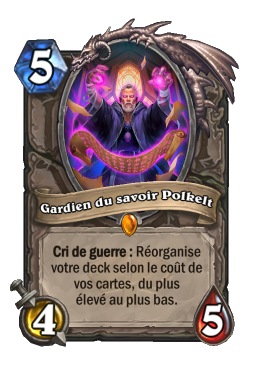 5
Gardien du savoir Polkelt
Cri de guerre : Réorganise
votre deck selon le coût de
vos cartes, du plus
élevé au plus bas.
4
5